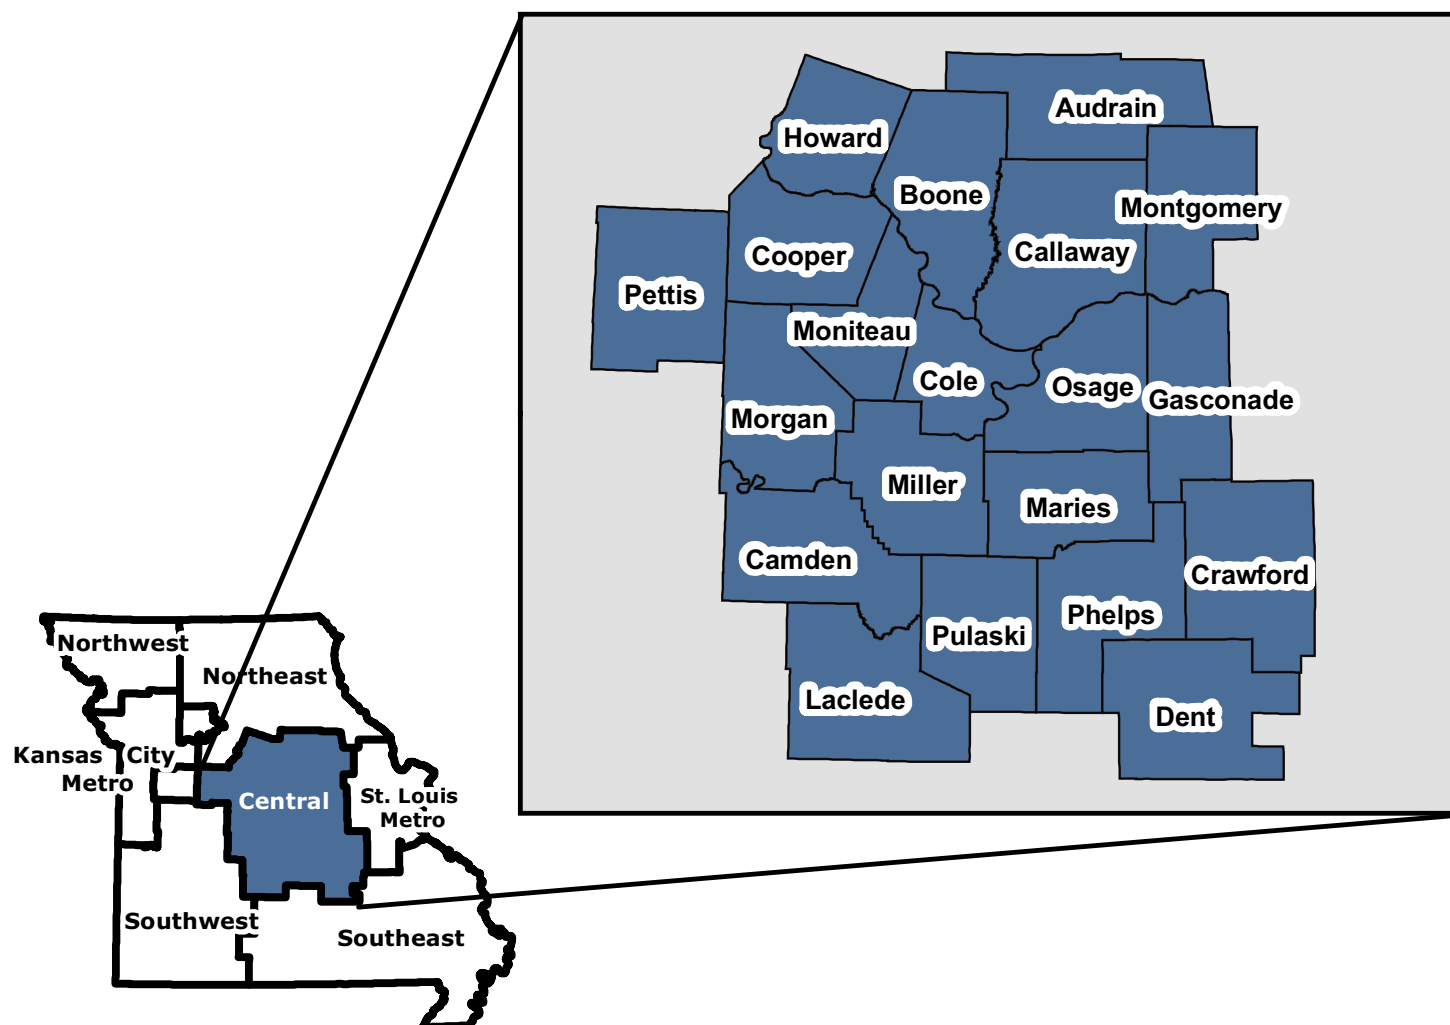 Audrain
Howard
Boone
Montgomery
Cooper
Callaway
Pettis
Moniteau
Cole
Osage
Gasconade
Morgan
Miller
Maries
Camden
Crawford
Phelps
Pulaski
Laclede
Dent
Northwest
Northeast
Kansas City
Metro
Central
St. Louis
Metro
Southwest
Southeast